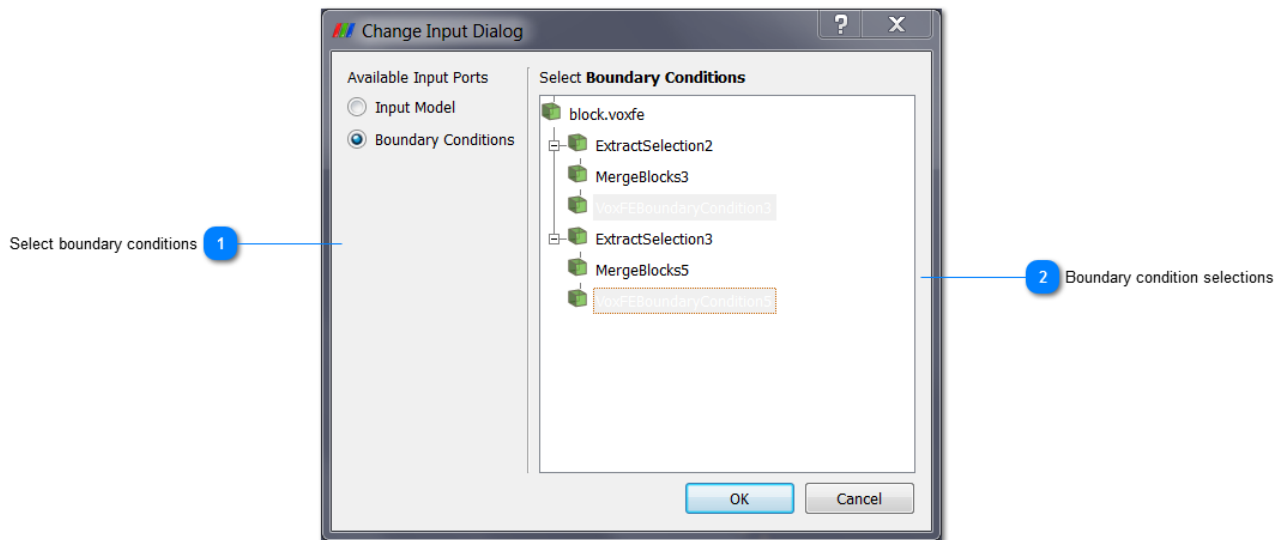 Change Input Dialog
? X
Available Input Ports
Input Model
Boundary Conditions
Select Boundary Conditions
block.voxfe
ExtractSelection2
MergeBlocks3
VoxFEBoundaryCondition3
ExtractSelection3
MergeBlocks5
VoxFEBoundaryCondition5
OK
Cancel
Select boundary conditions 1
2 Boundary condition selections